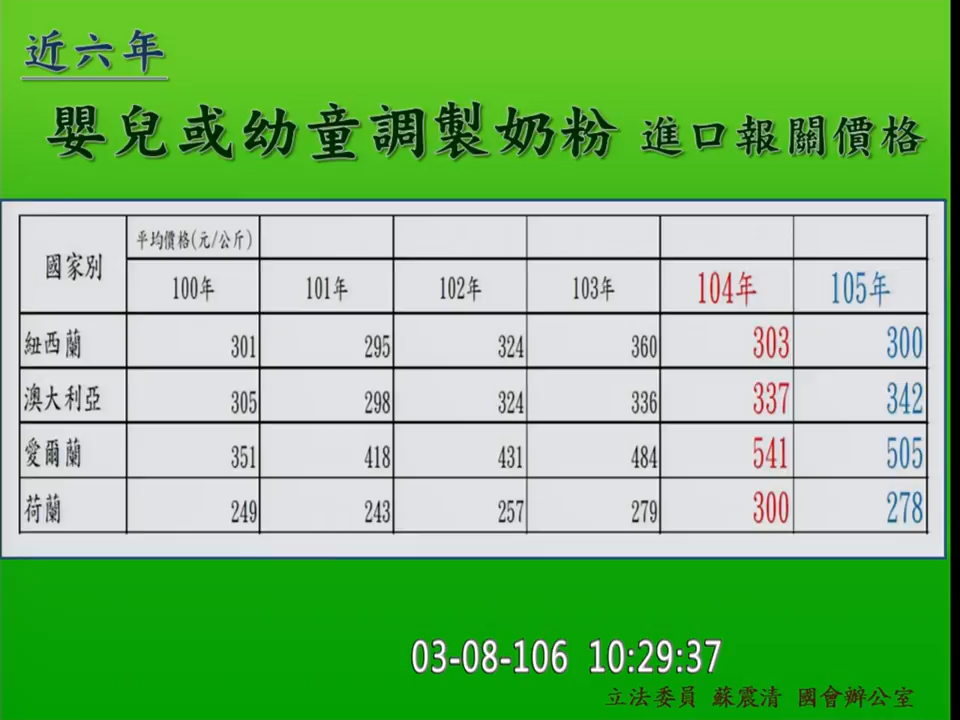 近六年
嬰兒或幼童調製奶粉 進口報關價格
國家別 平均價格(元/公斤)
100年 101年 102年 103年 104年 105年
紐西蘭 301 295 324 360 303 300
澳大利亞 305 298 324 336 337 342
愛爾蘭 351 418 431 484 541 505
荷蘭 249 243 257 279 300 278
03-08-106 10:29:37
立法委員 蘇震清 國會辦公室